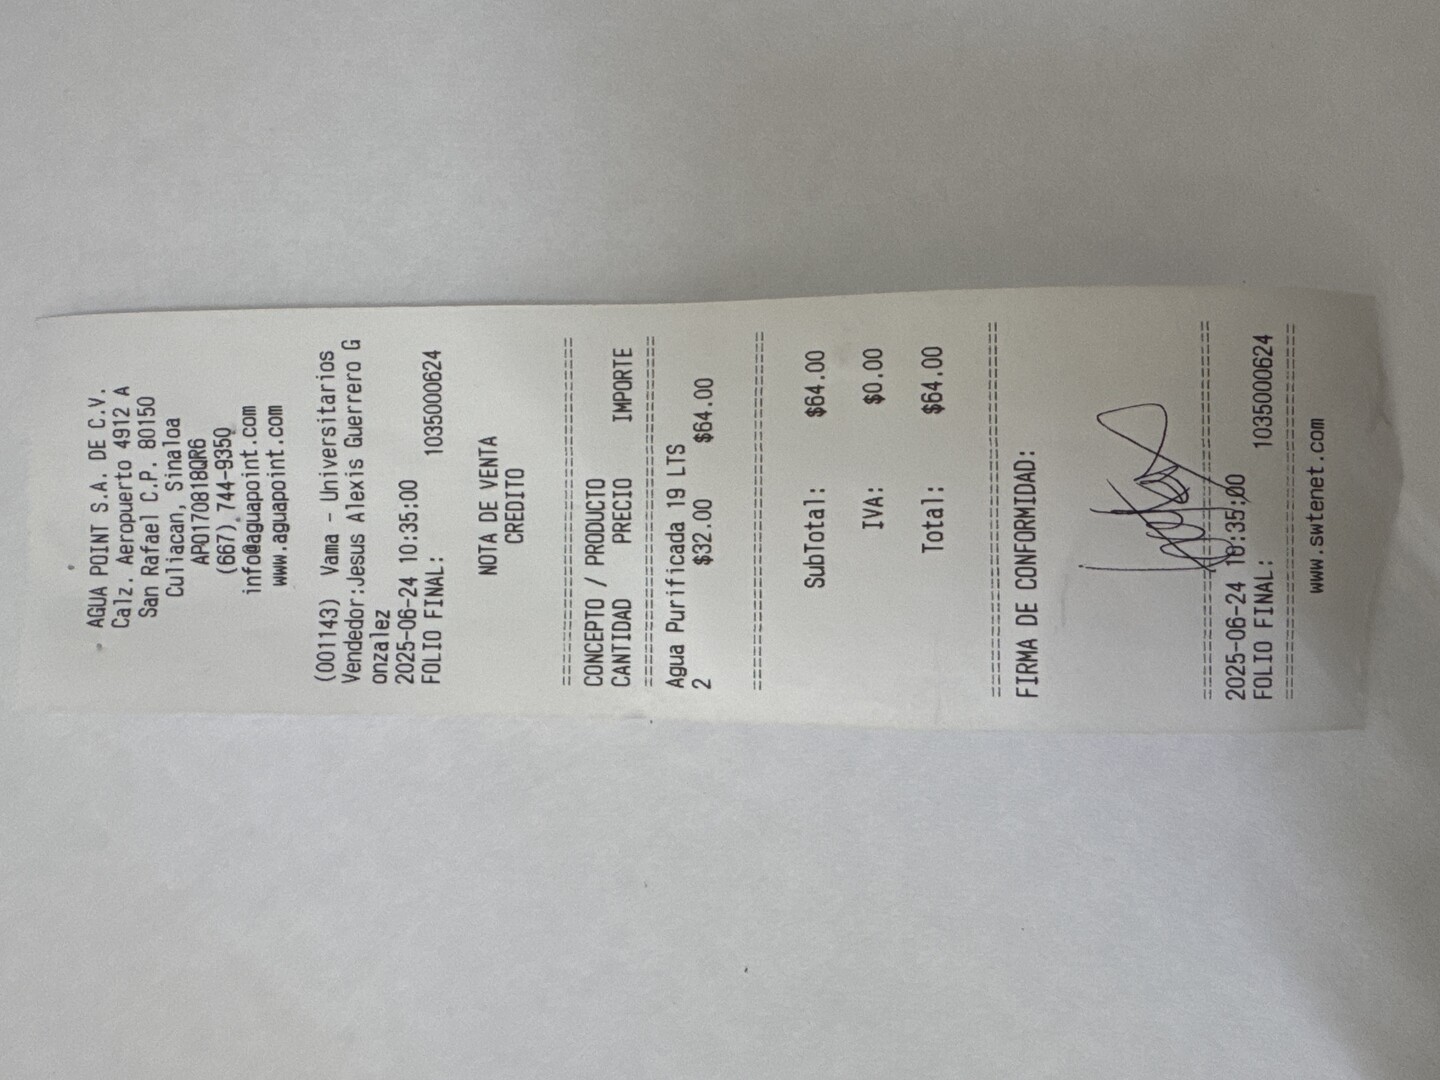 AGUA POINT S.A. DE C.V.
Calz. Aeropuerto 4912 A
San Rafael C.P. 80150
Culiacan, Sinaloa
APO170818QR6
(667) 744-9350
info@aguapoint.com
www.aguapoint.com
(001143) Vama - Universitarios
Vendedor:Jesus Alexis Guerrero G
onzalez
2025-06-24 10:35:00
FOLIO FINAL: 1035000624
NOTA DE VENTA
CREDITO
================================
CONCEPTO / PRODUCTO
CANTIDAD PRECIO IMPORTE
================================
Agua Purificada 19 LTS
2 $32.00 $64.00
================================
SubTotal: $64.00
IVA: $0.00
Total: $64.00
================================
FIRMA DE CONFORMIDAD:
================================
2025-06-24 10:35:00
FOLIO FINAL: 1035000624
================================
www.swtenet.com